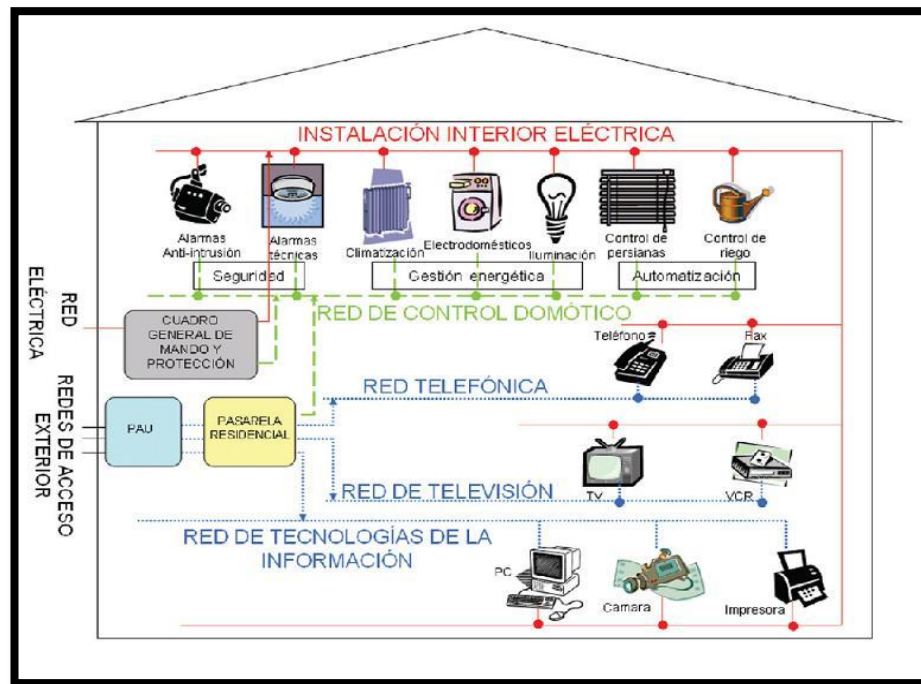 INSTALACIÓN INTERIOR ELÉCTRICA
Alarmas
Anti-intrusión
Alarmas
técnicas
Climatización
Electrodomésticos
Iluminación
Control de
persianas
Control de
riego
Seguridad
Gestión energética
Automatización
RED DE CONTROL DOMÓTICO
RED
ELÉCTRICA
CUADRO
GENERAL DE
MANDO Y
PROTECCIÓN
Teléfono
Fax
RED TELEFÓNICA
REDES DE ACCESO
EXTERIOR
PAU
PASARELA
RESIDENCIAL
Tv
VCR
RED DE TELEVISIÓN
RED DE TECNOLOGÍAS DE LA
INFORMACIÓN
PC
Camara
Impresora